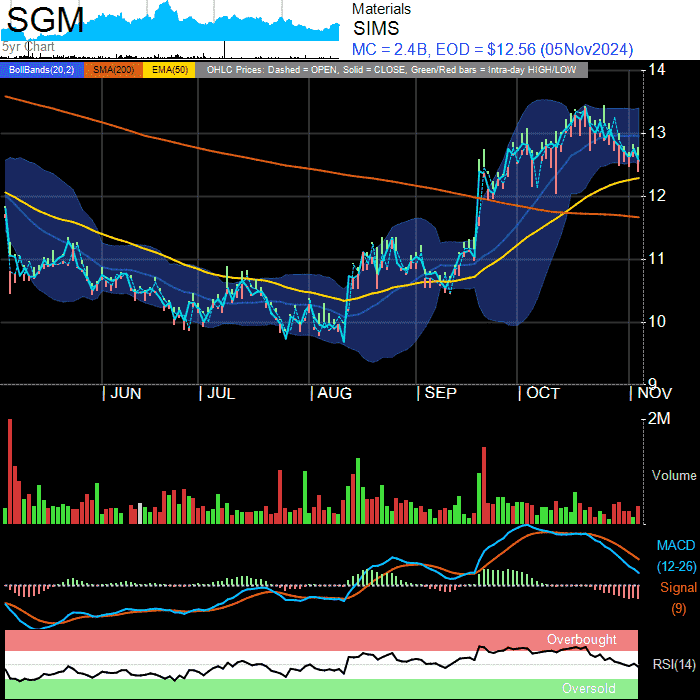 SGM
Materials
SIMS
5yr Chart
MC = 2.4B, EOD = $12.56 (05Nov2024)
BollBands(20,2) SMA(200) EMA(50) OHLC Prices: Dashed = OPEN, Solid = CLOSE, Green/Red bars = Intra-day HIGH/LOW
14
13
12
11
10
9
| JUN | JUL | AUG | SEP | OCT | NOV
2M
Volume
MACD
(12-26)
Signal
(9)
Overbought
RSI(14)
Oversold